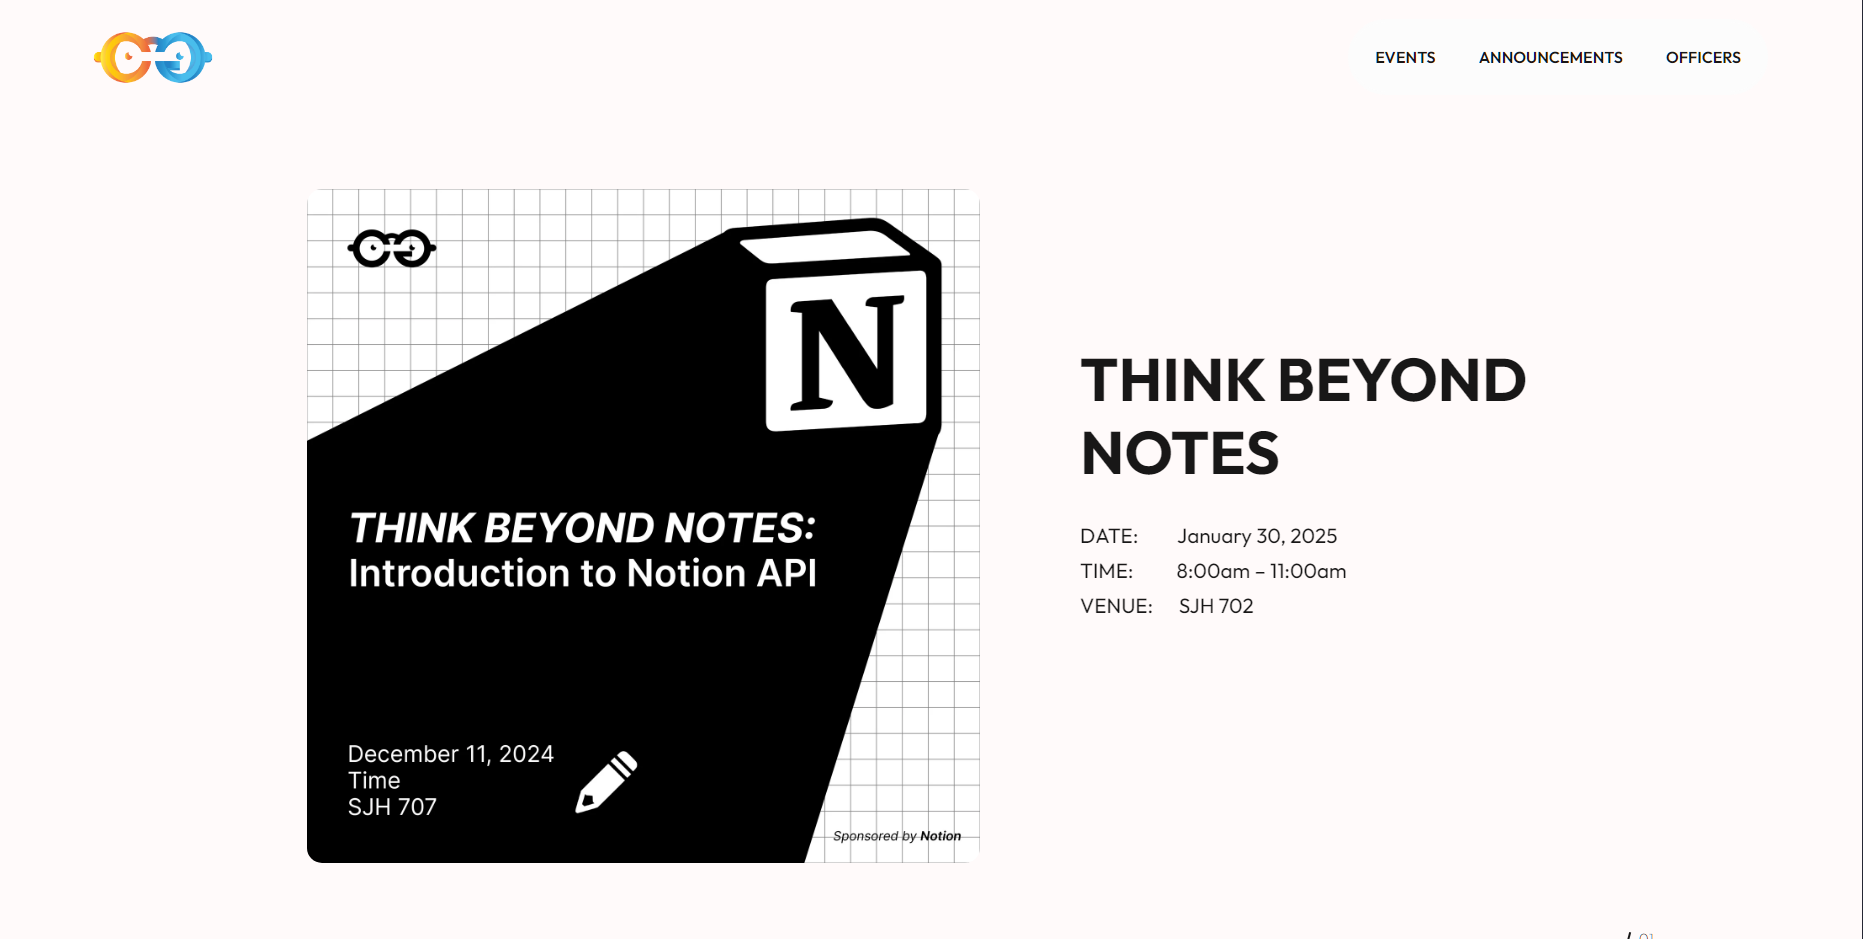 EVENTS ANNOUNCEMENTS OFFICERS
N
THINK BEYOND NOTES:
Introduction to Notion API
December 11, 2024
Time
SJH 707
Sponsored by Notion
THINK BEYOND
NOTES
DATE: January 30, 2025
TIME: 8:00am – 11:00am
VENUE: SJH 702